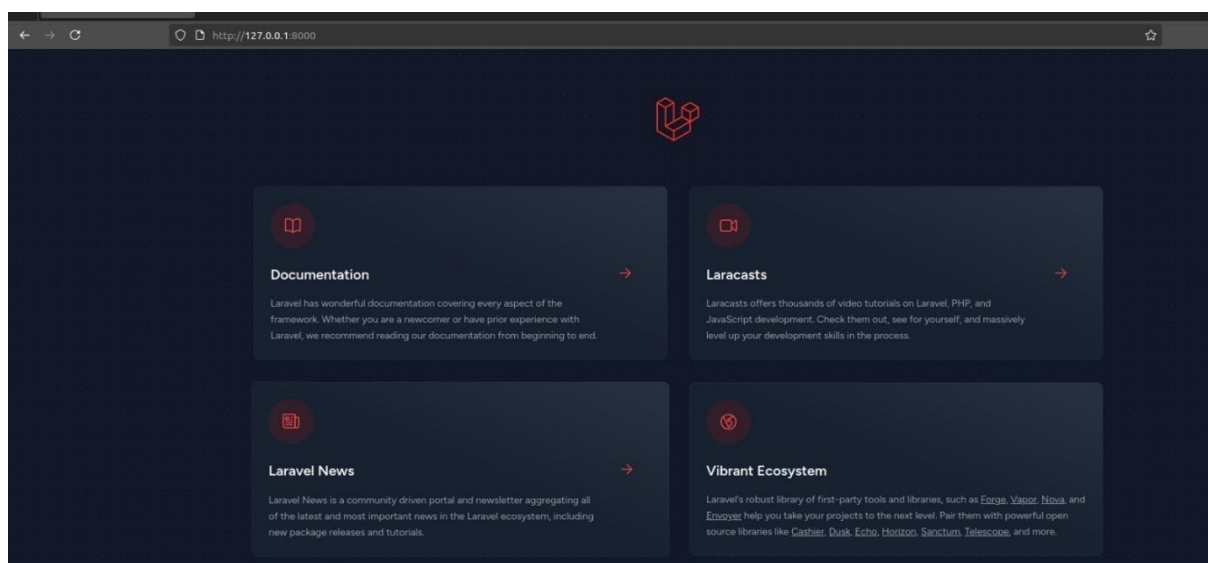 http://127.0.0.1:8000
Documentation
Laravel has wonderful documentation covering every aspect of the
framework. Whether you are a newcomer or have prior experience with
Laravel, we recommend reading our documentation from beginning to end.
Laracasts
Laracasts offers thousands of video tutorials on Laravel, PHP, and
JavaScript development. Check them out, see for yourself, and massively
level up your development skills in the process.
Laravel News
Laravel News is a community driven portal and newsletter aggregating all
of the latest and most important news in the Laravel ecosystem, including
new package releases and tutorials.
Vibrant Ecosystem
Laravel's robust library of first-party tools and libraries, such as Forge, Vapor, Nova, and
Envoyer help you take your projects to the next level. Pair them with powerful open
source libraries like Cashier, Dusk, Echo, Horizon, Sanctum, Telescope, and more.